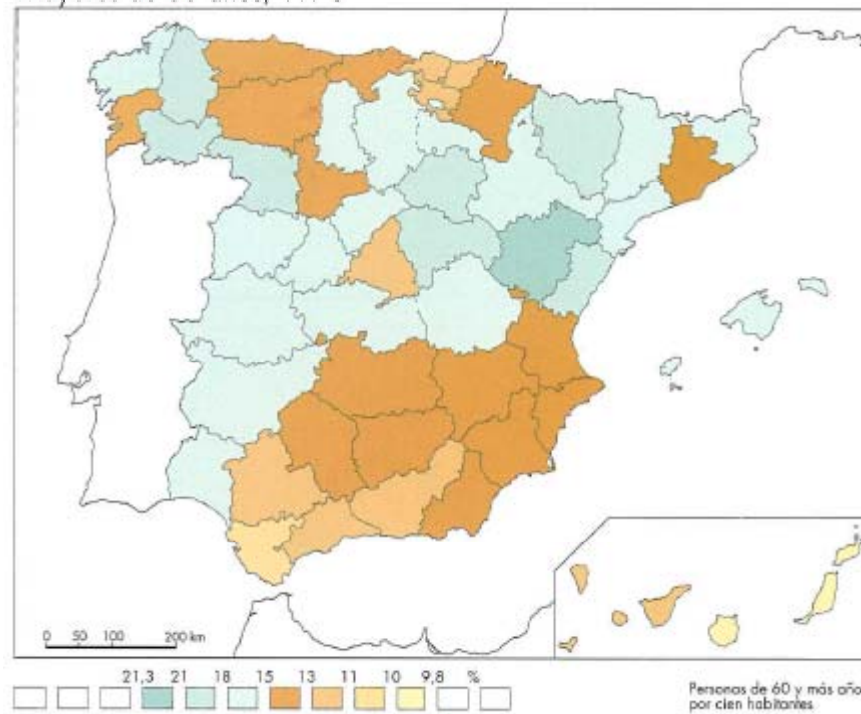 0 50 100 200 km
21,3 21 18 15 13 11 10 9,8 %
Personas de 60 y más año
por cien habitantes